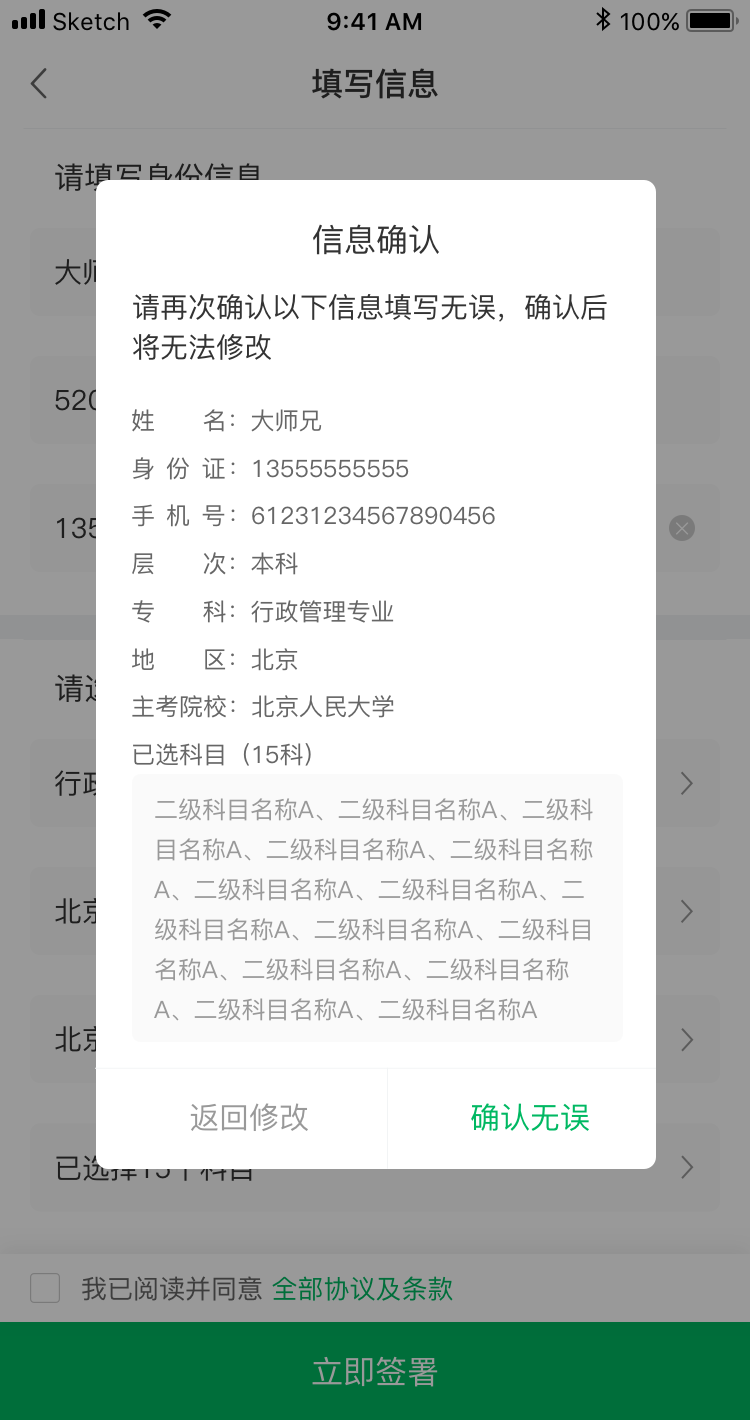 Sketch 9:41 AM 100%
填写信息
请填写身份信息
大师
信息确认
请再次确认以下信息填写无误，确认后
将无法修改
520
姓 名：大师兄
身 份 证：13555555555
手 机 号：61231234567890456
135
层 次：本科
专 科：行政管理专业
地 区：北京
请选
主考院校：北京人民大学
已选科目（15科）
行政
二级科目名称A、二级科目名称A、二级科
目名称A、二级科目名称A、二级科目名称
A、二级科目名称A、二级科目名称A、二
级科目名称A、二级科目名称A、二级科目
名称A、二级科目名称A、二级科目名称
A、二级科目名称A、二级科目名称A
北京
北京
返回修改 确认无误
已选择15个科目
我已阅读并同意 全部协议及条款
立即签署